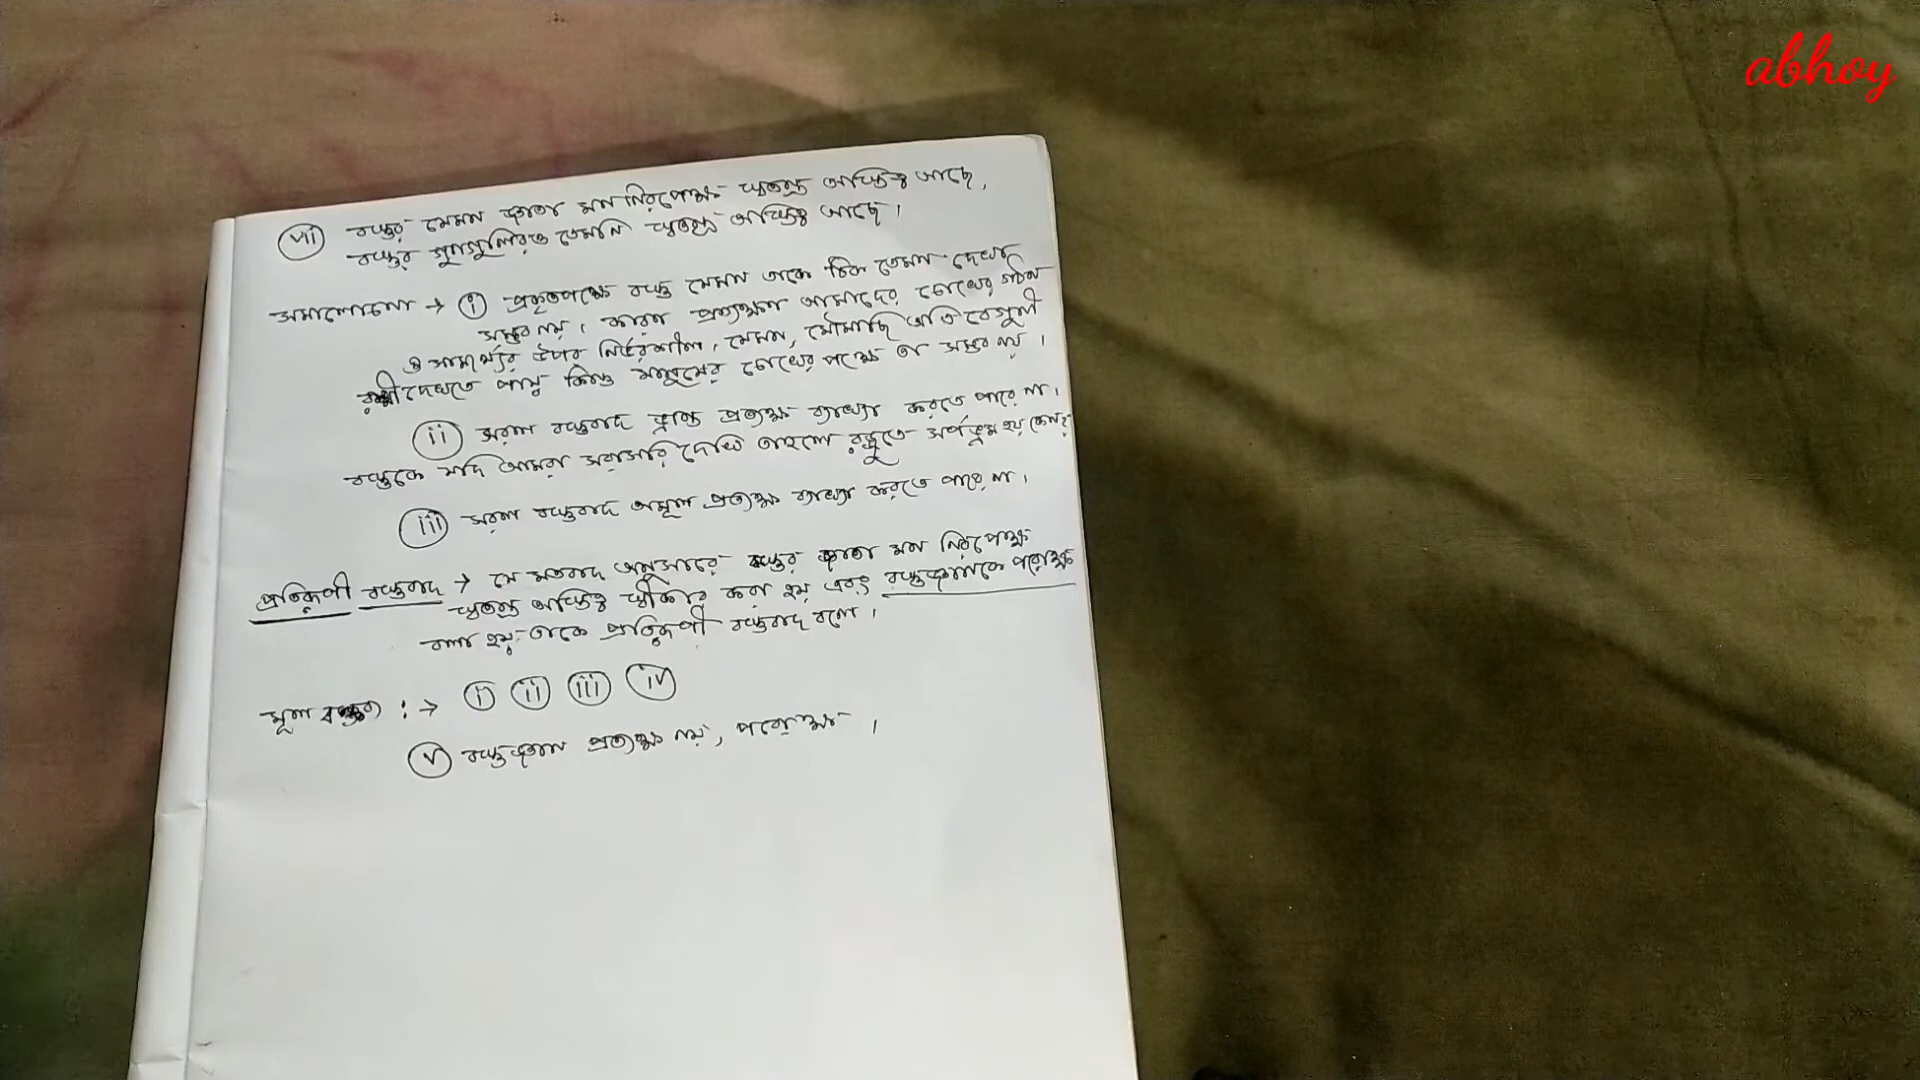 abhoy
vii বস্তুর যেমন জ্ঞাতা মন নিরপেক্ষ স্বতন্ত্র অস্তিত্ব আছে,
বস্তুর গুণগুলিরও তেমনি স্বতন্ত্র অস্তিত্ব আছে।
সমালোচনা → i প্রকৃতপক্ষে বস্তু যেমন তাকে ঠিক তেমন দেখা
সম্ভব নয়। কারণ প্রত্যক্ষণ আমাদের চোখের গঠন
ও সামর্থ্যের উপর নির্ভরশীল। যেমন, মৌমাছি অতি বেগুনী
রশ্মী দেখতে পায় কিন্তু মানুষের চোখের পক্ষে তা সম্ভব নয়।
ii সরল বস্তুবাদ ভ্রান্ত প্রত্যক্ষ ব্যাখ্যা করতে পারে না।
বস্তুকে যদি আমরা সরাসরি দেখি তাহলে রজ্জুতে সর্পভ্রম হয় কেন?
iii সরল বস্তুবাদ অমূল প্রত্যক্ষ ব্যাখ্যা করতে পারে না।
প্রতিরূপী বস্তুবাদ → যে মতবাদ অনুসারে বস্তুর জ্ঞাতা মন নিরপেক্ষ
স্বতন্ত্র অস্তিত্ব স্বীকার করা হয় এবং বস্তুজ্ঞানকে পরোক্ষ
বলা হয় তাকে প্রতিরূপী বস্তুবাদ বলে।
মূল বক্তব্য : → i ii iii iv
v বস্তুজ্ঞান প্রত্যক্ষ নয়, পরোক্ষ।